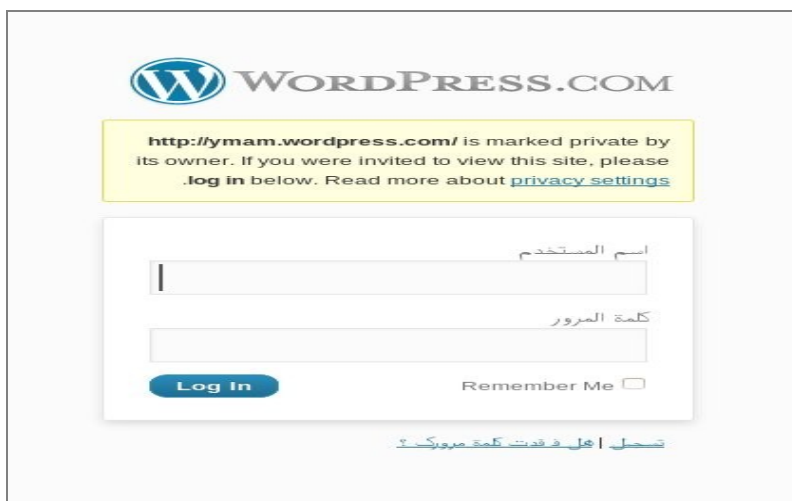 WORDPRESS.COM
http://ymam.wordpress.com/ is marked private by
its owner. If you were invited to view this site, please
.log in below. Read more about privacy settings
اسم المستخدم
كلمة المرور
Log In Remember Me
تسجيل | هل فقدت كلمة مرورك ؟